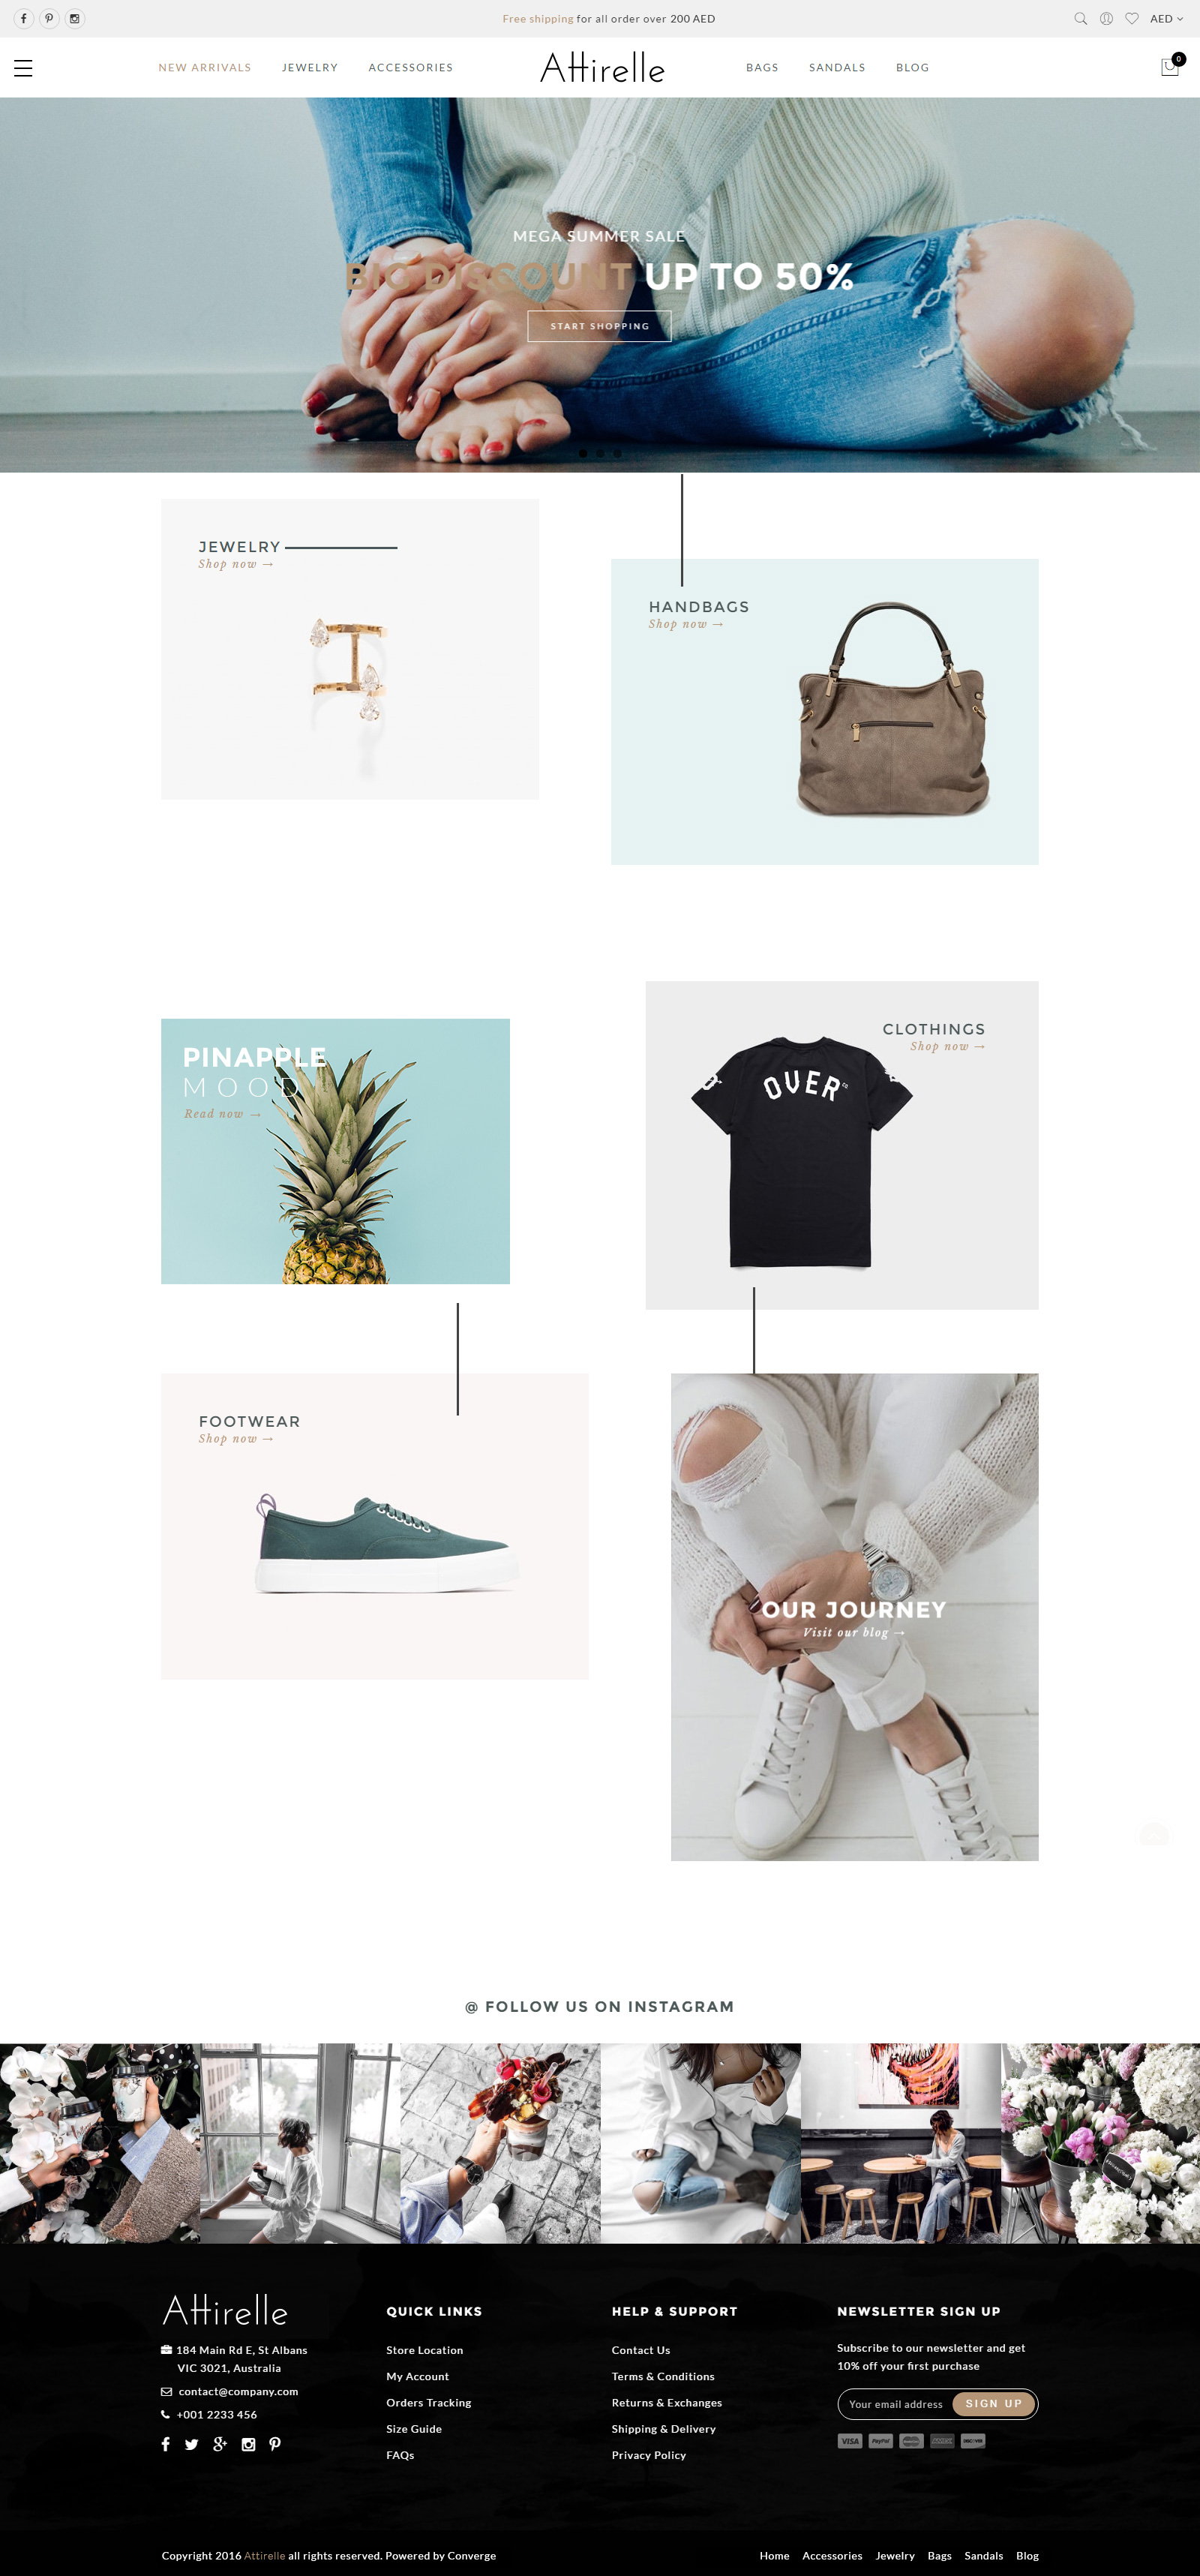 Free shipping for all order over 200 AED
AED
NEW ARRIVALS JEWELRY ACCESSORIES Attirelle BAGS SANDALS BLOG
0
MEGA SUMMER SALE
BIG DISCOUNT UP TO 50%
START SHOPPING
JEWELRY
Shop now →
HANDBAGS
Shop now →
CLOTHINGS
Shop now →
OVER
PINAPPLE
MOOD
Read now →
FOOTWEAR
Shop now →
OUR JOURNEY
Visit our blog →
@ FOLLOW US ON INSTAGRAM
Attirelle
184 Main Rd E, St Albans
VIC 3021, Australia
contact@company.com
+001 2233 456
QUICK LINKS
Store Location
My Account
Orders Tracking
Size Guide
FAQs
HELP & SUPPORT
Contact Us
Terms & Conditions
Returns & Exchanges
Shipping & Delivery
Privacy Policy
NEWSLETTER SIGN UP
Subscribe to our newsletter and get
10% off your first purchase
Your email address SIGN UP
VISA PayPal DISCOVER
Copyright 2016 Attirelle all rights reserved. Powered by Converge
Home Accessories Jewelry Bags Sandals Blog